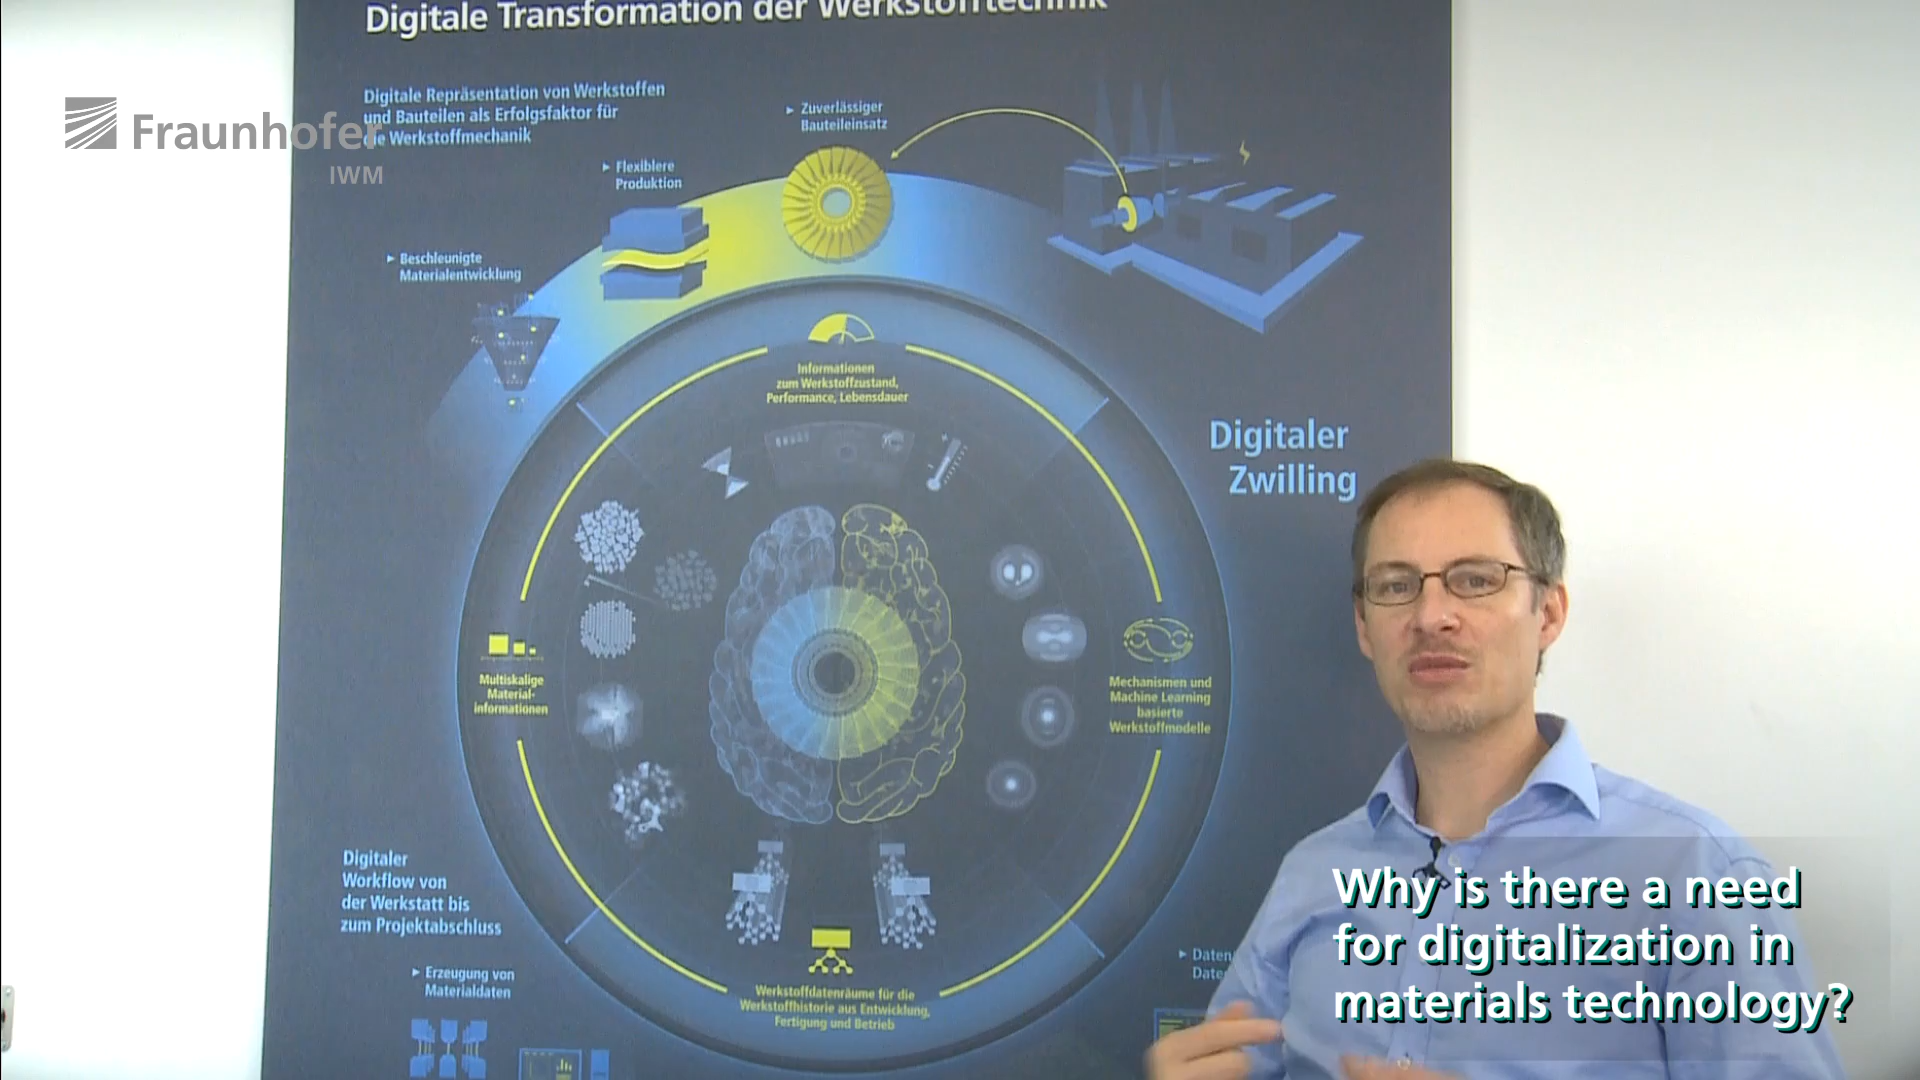 Digitale Transformation der Werkstofftechnik
Digitale Repräsentation von Werkstoffen
und Bauteilen als Erfolgsfaktor für
die Werkstoffmechanik
Fraunhofer
IWM
Zuverlässiger
Bauteileinsatz
Flexiblere
Produktion
Beschleunigte
Materialentwicklung
Informationen
zum Werkstoffzustand,
Performance, Lebensdauer
Digitaler
Zwilling
Multiskalige
Material-
informationen
Mechanismen und
Machine Learning
basierte
Werkstoffmodelle
Digitaler
Workflow von
der Werkstatt bis
zum Projektabschluss
Erzeugung von
Materialdaten
Werkstoffdatenräume für die
Werkstoffhistorie aus Entwicklung,
Fertigung und Betrieb
Daten
Why is there a need
for digitalization in
materials technology?